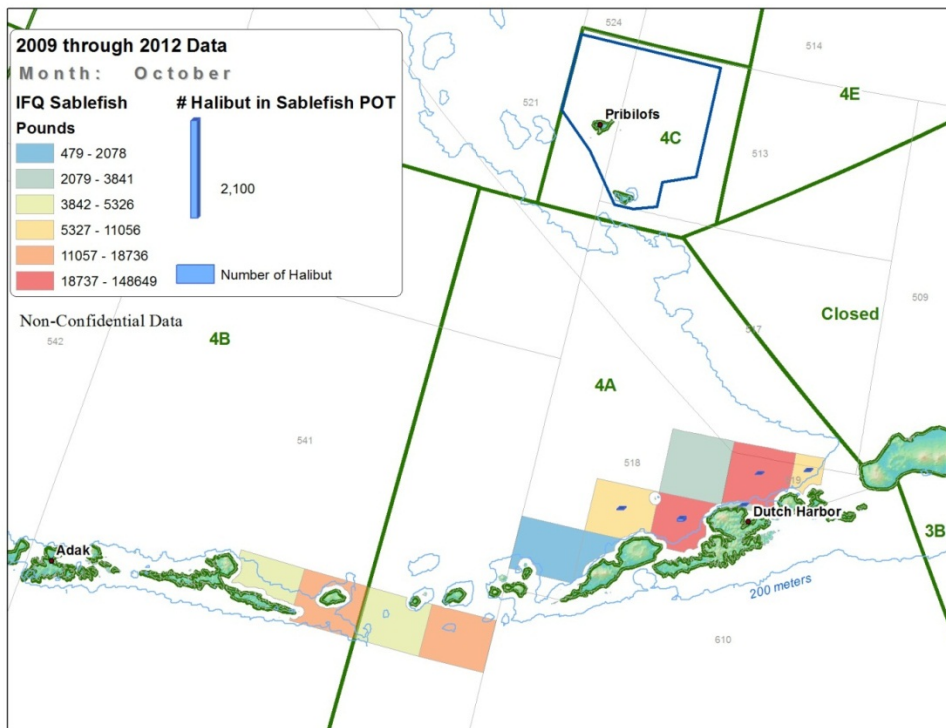 2009 through 2012 Data
Month: October
IFQ Sablefish
Pounds
479 - 2078
2079 - 3841
3842 - 5326
5327 - 11056
11057 - 18736
18737 - 148649
# Halibut in Sablefish POT
2,100
Number of Halibut
Non-Confidential Data
524
514
521
4E
Pribilofs
4C
513
509
Closed
517
542
4B
4A
541
518
519
Dutch Harbor
3B
Adak
200 meters
610